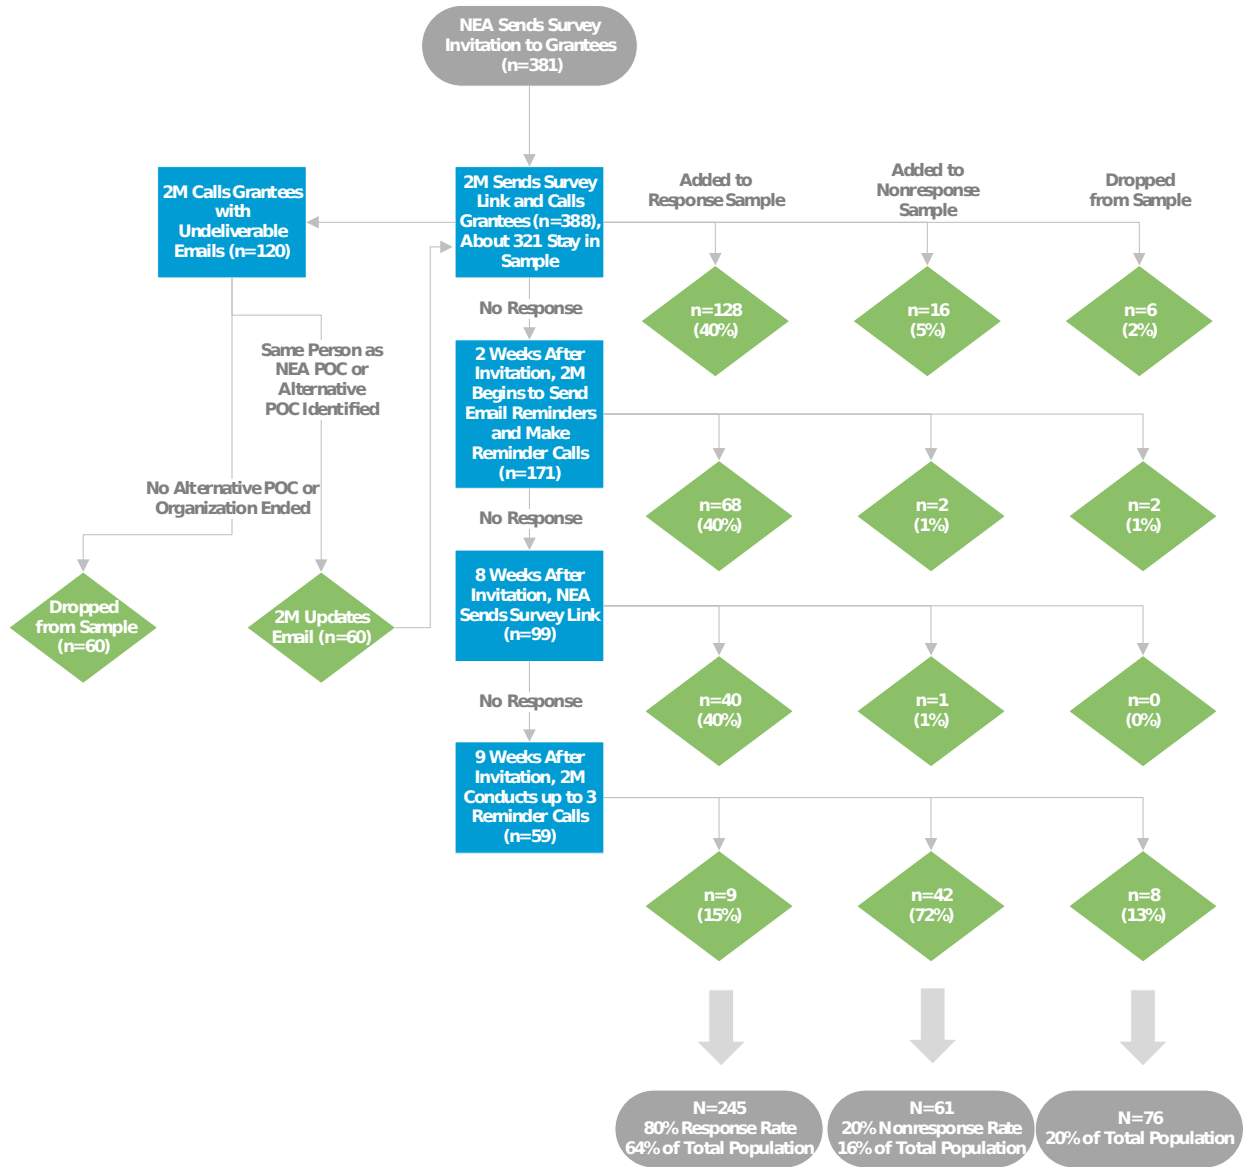 NEA Sends Survey
Invitation to Grantees
(n=381)
2M Calls Grantees
with
Undeliverable
Emails (n=120)
2M Sends Survey
Link and Calls
Grantees (n=388),
About 321 Stay in
Sample
Added to
Response Sample
Added to
Nonresponse
Sample
Dropped
from Sample
No Response
n=128
(40%)
n=16
(5%)
n=6
(2%)
Same Person as
NEA POC or
Alternative
POC Identified
2 Weeks After
Invitation, 2M
Begins to Send
Email Reminders
and Make
Reminder Calls
(n=171)
No Alternative POC or
Organization Ended
No Response
n=68
(40%)
n=2
(1%)
n=2
(1%)
Dropped
from Sample
(n=60)
2M Updates
Email (n=60)
8 Weeks After
Invitation, NEA
Sends Survey Link
(n=99)
No Response
n=40
(40%)
n=1
(1%)
n=0
(0%)
9 Weeks After
Invitation, 2M
Conducts up to 3
Reminder Calls
(n=59)
n=9
(15%)
n=42
(72%)
n=8
(13%)
N=245
80% Response Rate
64% of Total Population
N=61
20% Nonresponse Rate
16% of Total Population
N=76
20% of Total Population